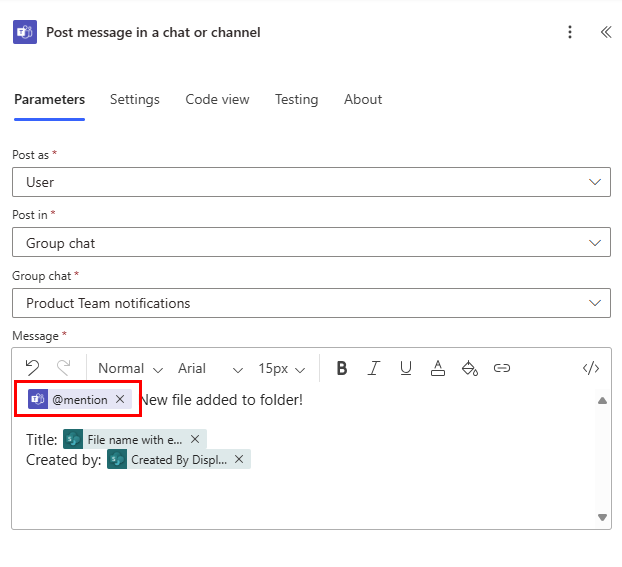 Post message in a chat or channel
Parameters Settings Code view Testing About
Post as *
User
Post in *
Group chat
Group chat *
Product Team notifications
Message *
Normal Arial 15px B I U A </>
@mention × New file added to folder!
Title: File name with e... ×
Created by: Created By Displ... ×